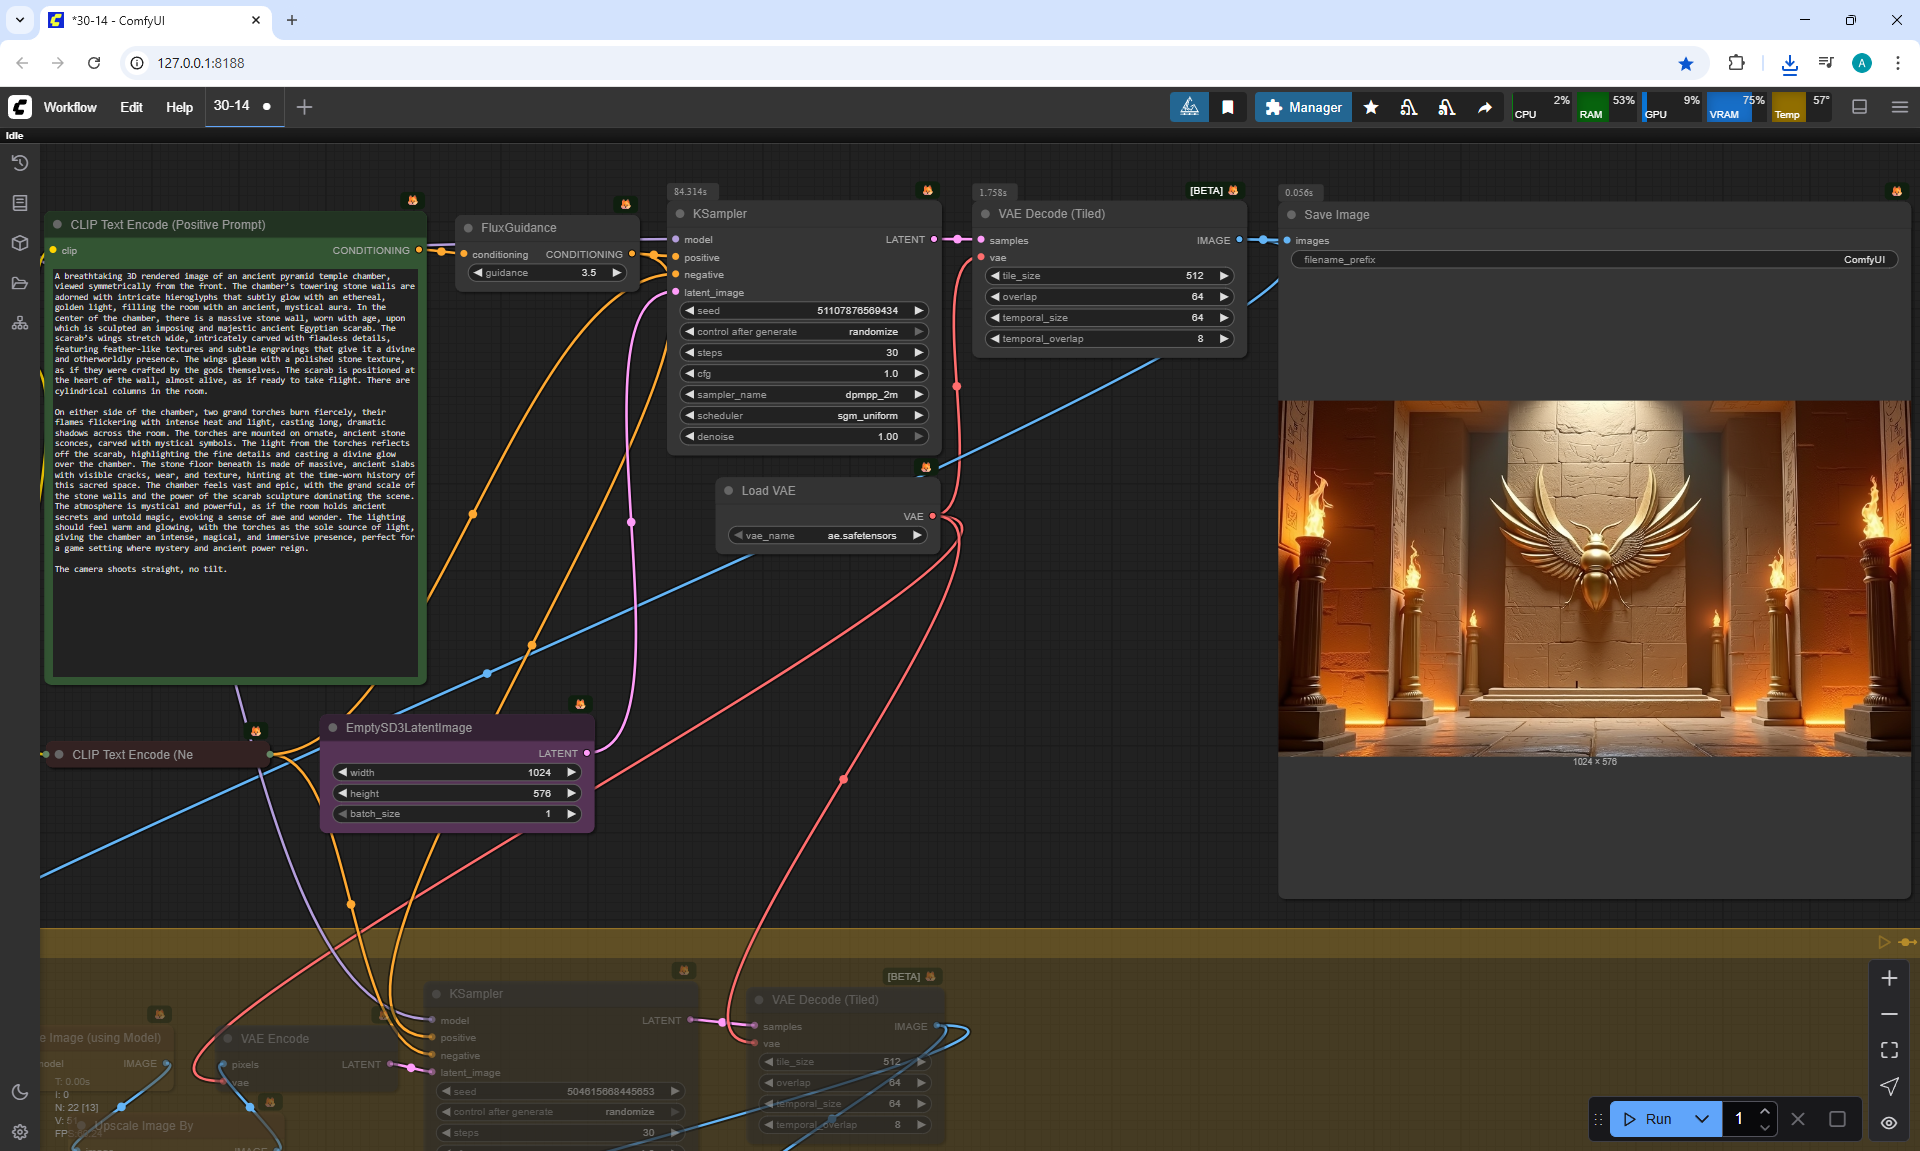 *30-14 - ComfyUI
127.0.0.1:8188
A
Workflow
Edit
Help
30-14
Manager
CPU
2%
RAM
53%
GPU
9%
VRAM
75%
Temp
57°
Idle
84.314s
1.758s
[BETA]
0.056s
CLIP Text Encode (Positive Prompt)
clip
CONDITIONING
A breathtaking 3D rendered image of an ancient pyramid temple chamber,
viewed symmetrically from the front. The chamber's towering stone walls are
adorned with intricate hieroglyphs that subtly glow with an ethereal,
golden light, filling the room with an ancient, mystical aura. In the
center of the chamber, there is a massive stone wall, worn with age, upon
which is sculpted an imposing and majestic ancient Egyptian scarab. The
scarab's wings stretch wide, intricately carved with flawless details,
featuring feather-like textures and subtle engravings that give it a divine
and otherworldly presence. The wings gleam with a polished stone texture,
as if they were crafted by the gods themselves. The scarab is positioned at
the heart of the wall, almost alive, as if ready to take flight. There are
cylindrical columns in the room.
On either side of the chamber, two grand torches burn fiercely, their
flames flickering with intense heat and light, casting long, dramatic
shadows across the room. The torches are mounted on ornate, ancient stone
sconces, carved with mystical symbols. The light from the torches reflects
off the scarab, highlighting the fine details and casting a divine glow
over the chamber. The stone floor beneath is made of massive, ancient slabs
with visible cracks, wear, and texture, hinting at the time-worn history of
this sacred space. The chamber feels vast and epic, with the grand scale of
the stone walls and the power of the scarab sculpture dominating the scene.
The atmosphere is mystical and powerful, as if the room holds ancient
secrets and untold magic, evoking a sense of awe and wonder. The lighting
should feel warm and glowing, with the torches as the sole source of light,
giving the chamber an intense, magical, and immersive presence, perfect for
a game setting where mystery and ancient power reign.
The camera shoots straight, no tilt.
FluxGuidance
conditioning
CONDITIONING
guidance 3.5
KSampler
model
LATENT
positive
negative
latent_image
seed 51107876569434
control after generate randomize
steps 30
cfg 1.0
sampler_name dpmpp_2m
scheduler sgm_uniform
denoise 1.00
VAE Decode (Tiled)
samples
IMAGE
vae
tile_size 512
overlap 64
temporal_size 64
temporal_overlap 8
Save Image
images
filename_prefix ComfyUI
1024 × 576
Load VAE
VAE
vae_name ae.safetensors
CLIP Text Encode (Ne
EmptySD3LatentImage
LATENT
width 1024
height 576
batch_size 1
[BETA]
e Image (using Model)
IMAGE
T: 0.00s
I: 0
N: 22 [13]
Upscale Image By
VAE Encode
pixels
LATENT
vae
KSampler
model
LATENT
positive
negative
latent_image
seed 504615668445653
control after generate randomize
steps 30
VAE Decode (Tiled)
samples
IMAGE
vae
tile_size 512
overlap 64
temporal_size 64
temporal_overlap 8
Run
1